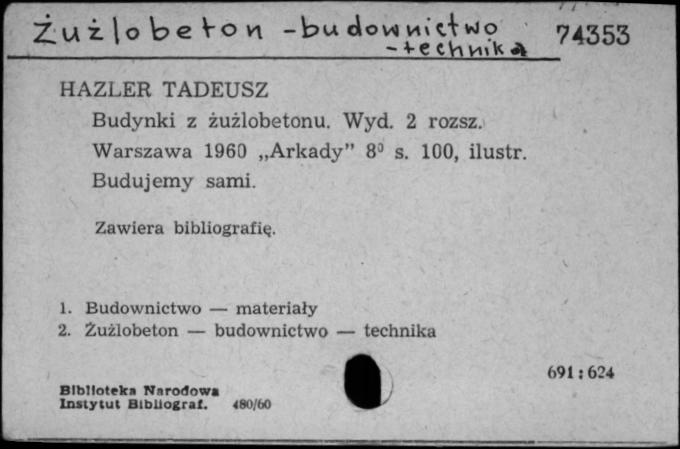 Żużlobeton - budownictwo 74353
- technika
HAZLER TADEUSZ
Budynki z żużlobetonu. Wyd. 2 rozsz.
Warszawa 1960 „Arkady” 8⁰ s. 100, ilustr.
Budujemy sami.
Zawiera bibliografię.
1. Budownictwo — materiały
2. Żużlobeton — budownictwo — technika
691 : 624
Biblioteka Narodowa
Instytut Bibliograf. 480/60